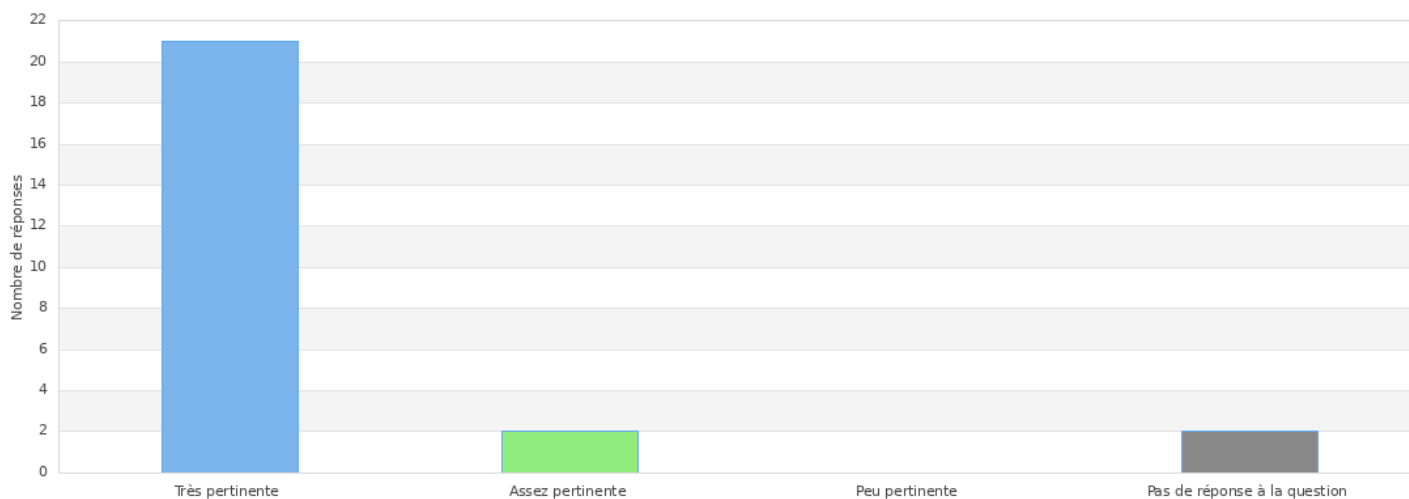 22
20
18
16
14
12
10
8
6
4
2
0
Nombre de réponses
Très pertinente
Assez pertinente
Peu pertinente
Pas de réponse à la question